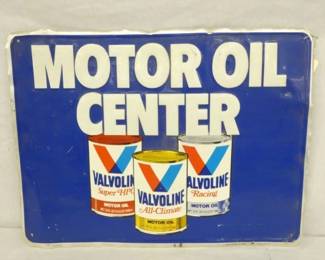 MOTOR OIL
CENTER
VALVOLINE
Super HPO
MOTOR OIL
VALVOLINE
All-Climate
MOTOR OIL
VALVOLINE
Racing
MOTOR OIL